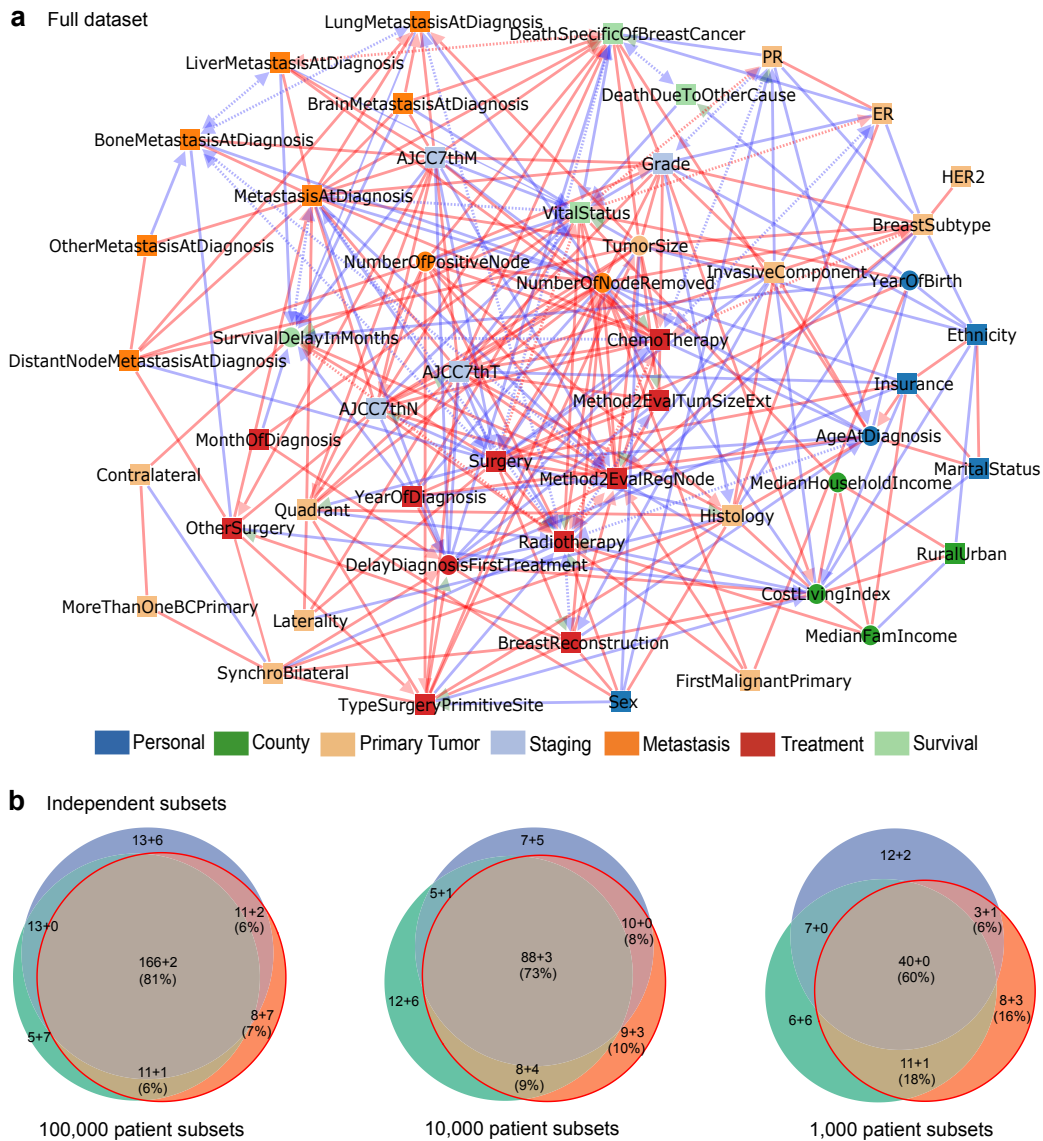 a Full dataset
LungMetastasisAtDiagnosis
DeathSpecificOfBreastCancer
PR
LiverMetastasisAtDiagnosis
DeathDueToOtherCause
BrainMetastasisAtDiagnosis
ER
BoneMetastasisAtDiagnosis
AJCC7thM
Grade
HER2
MetastasisAtDiagnosis
VitalStatus
BreastSubtype
OtherMetastasisAtDiagnosis
TumorSize
NumberOfPositiveNode
InvasiveComponent
NumberOfNodeRemoved
YearOfBirth
SurvivalDelayInMonths
ChemoTherapy
Ethnicity
DistantNodeMetastasisAtDiagnosis
AJCC7thT
Insurance
Method2EvalTumSizeExt
AJCC7thN
MonthOfDiagnosis
AgeAtDiagnosis
Surgery
MaritalStatus
Contralateral
Method2EvalRegNode
MedianHouseholdIncome
YearOfDiagnosis
Quadrant
Histology
OtherSurgery
Radiotherapy
RuralUrban
DelayDiagnosisFirstTreatment
CostLivingIndex
MoreThanOneBCPrimary
Laterality
MedianFamIncome
BreastReconstruction
SynchroBilateral
FirstMalignantPrimary
TypeSurgeryPrimitiveSite
Sex
Personal County Primary Tumor Staging Metastasis Treatment Survival
b Independent subsets
13+6
13+0
11+2
(6%)
166+2
(81%)
8+7
(7%)
5+7
11+1
(6%)
100,000 patient subsets
7+5
5+1
10+0
(8%)
88+3
(73%)
12+6
9+3
(10%)
8+4
(9%)
10,000 patient subsets
12+2
7+0
3+1
(6%)
40+0
(60%)
8+3
(16%)
6+6
11+1
(18%)
1,000 patient subsets